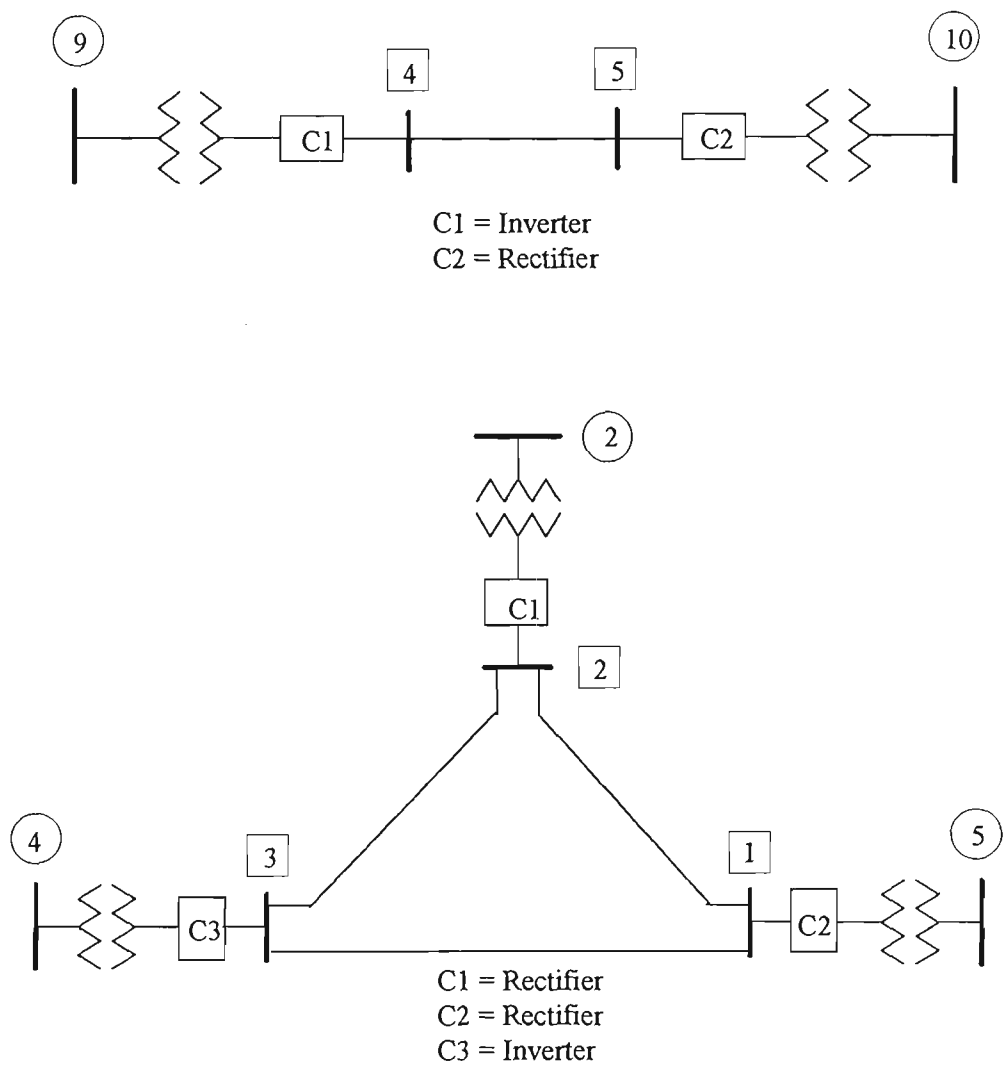 9
10
4
5
C1
C2
C1 = Inverter
C2 = Rectifier
2
C1
2
4
3
1
5
C3
C2
C1 = Rectifier
C2 = Rectifier
C3 = Inverter